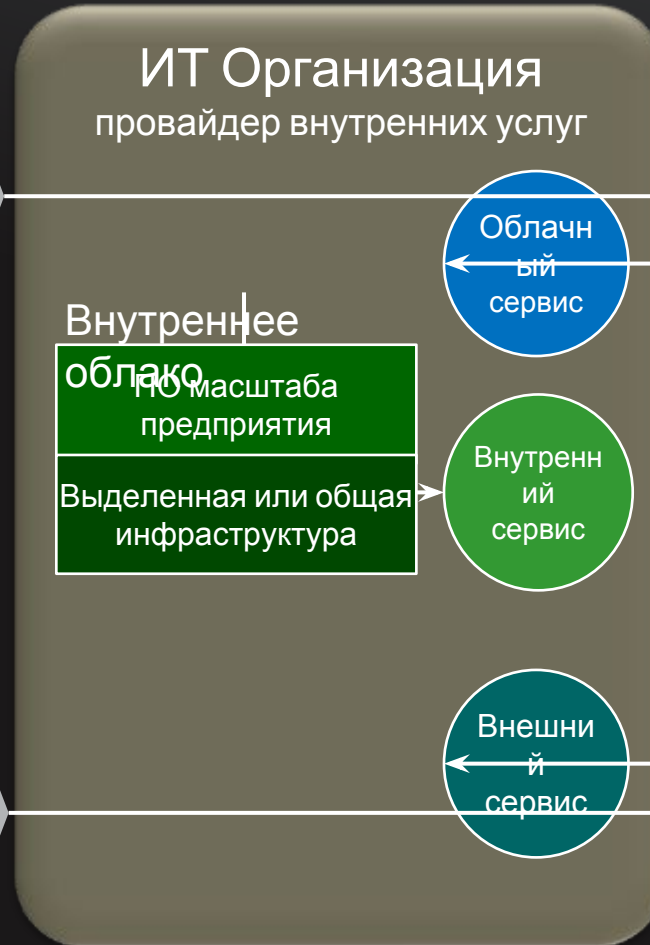 ИТ Организация
провайдер внутренних услуг
Облачн
ый
сервис
Внутреннее
облако
ПО масштаба
предприятия
Выделенная или общая
инфраструктура
Внутренн
ий
сервис
Внешни
й
сервис